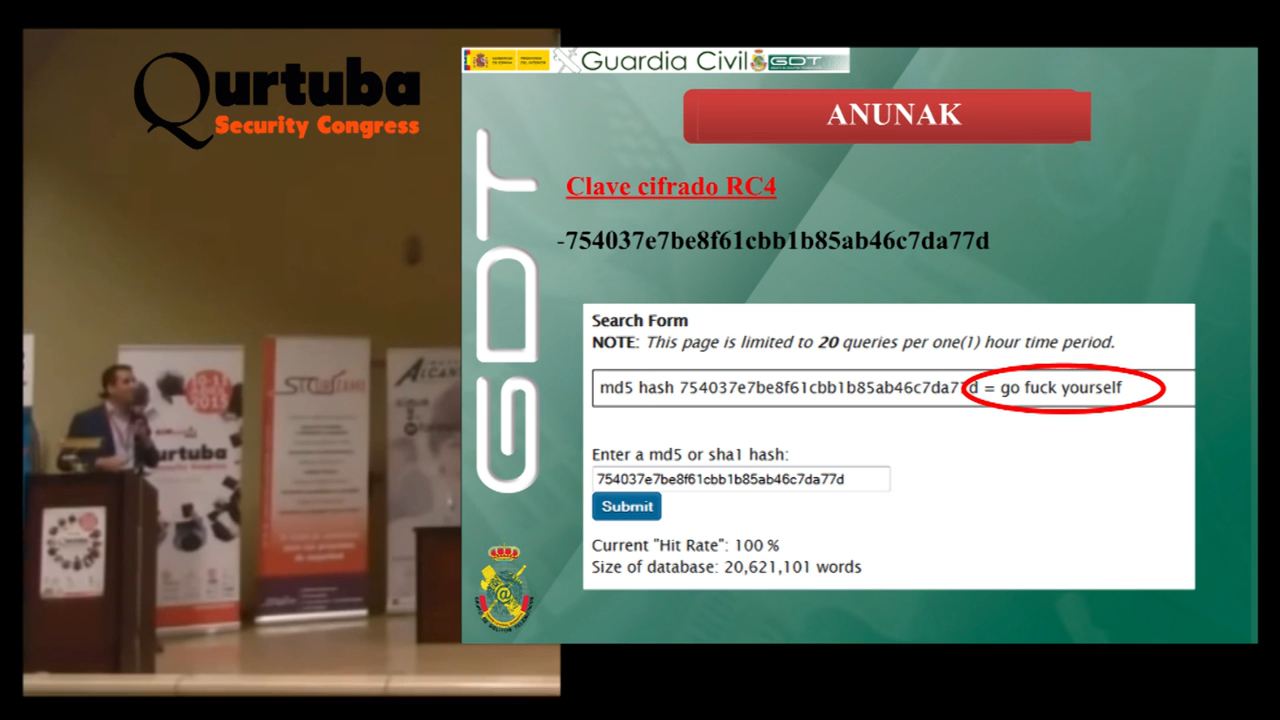 Qurtuba
Security Congress
Guardia Civil
GDT
ANUNAK
GDT
Clave cifrado RC4
-754037e7be8f61cbb1b85ab46c7da77d
Search Form
NOTE: This page is limited to 20 queries per one(1) hour time period.
md5 hash 754037e7be8f61cbb1b85ab46c7da77d = go fuck yourself
Enter a md5 or sha1 hash:
754037e7be8f61cbb1b85ab46c7da77d
Submit
Current "Hit Rate": 100 %
Size of database: 20,621,101 words
urtuba